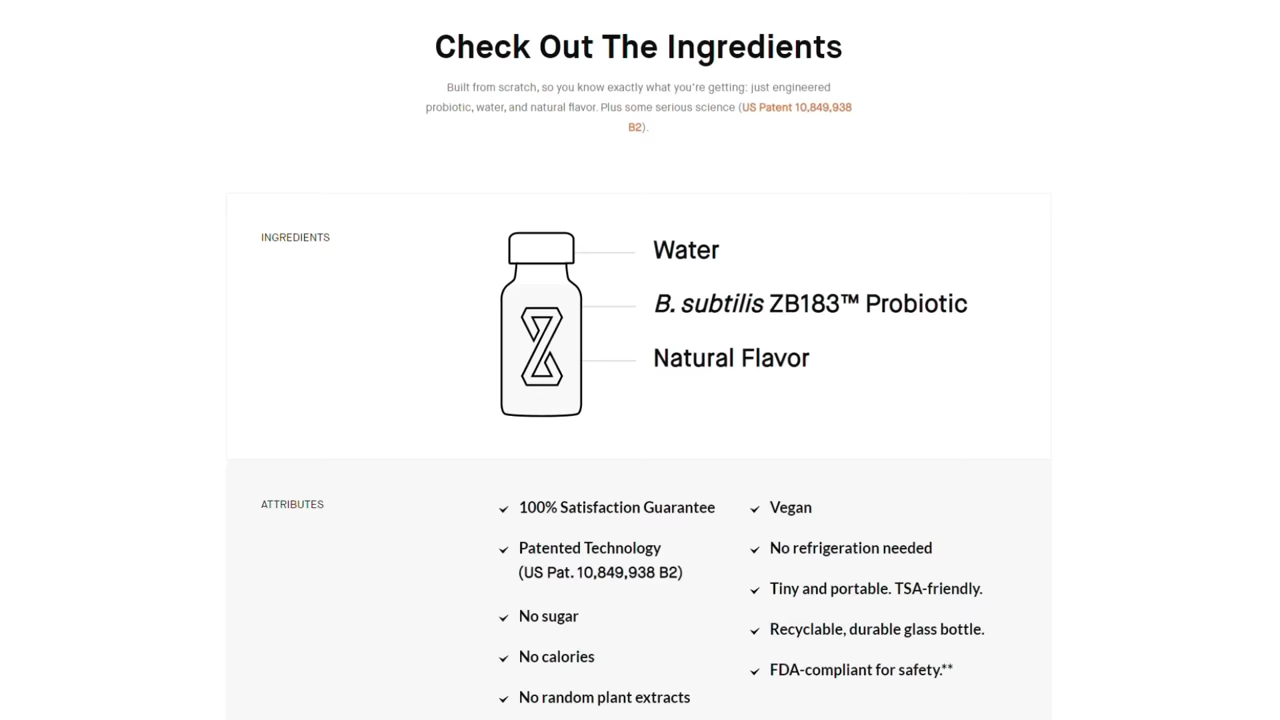 Check Out The Ingredients
Built from scratch, so you know exactly what you're getting: just engineered
probiotic, water, and natural flavor. Plus some serious science (US Patent 10,849,938
B2).
INGREDIENTS
Water
B. subtilis ZB183™ Probiotic
Natural Flavor
ATTRIBUTES
100% Satisfaction Guarantee
Patented Technology
(US Pat. 10,849,938 B2)
No sugar
No calories
No random plant extracts
Vegan
No refrigeration needed
Tiny and portable. TSA-friendly.
Recyclable, durable glass bottle.
FDA-compliant for safety.**